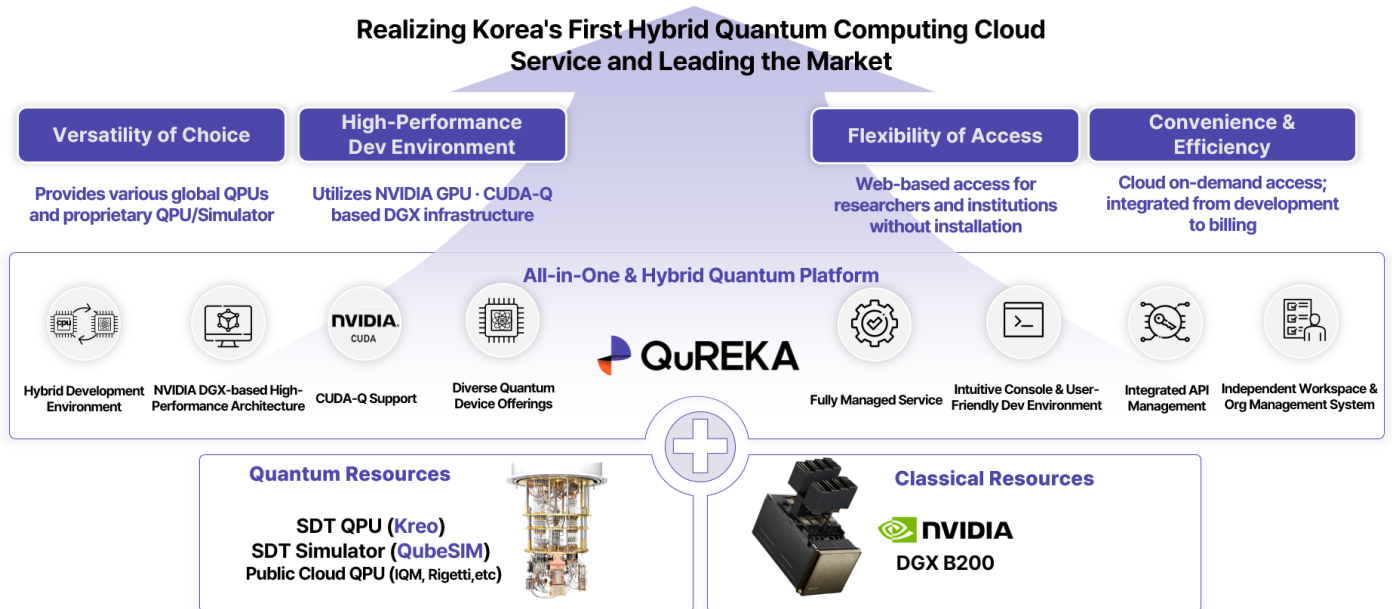 Realizing Korea's First Hybrid Quantum Computing Cloud
Service and Leading the Market
Versatility of Choice
High-Performance
Dev Environment
Flexibility of Access
Convenience &
Efficiency
Provides various global QPUs
and proprietary QPU/Simulator
Utilizes NVIDIA GPU · CUDA-Q
based DGX infrastructure
Web-based access for
researchers and institutions
without installation
Cloud on-demand access;
integrated from development
to billing
All-in-One & Hybrid Quantum Platform
cpu
NVIDIA.
CUDA
QuREKA
Hybrid Development
Environment
NVIDIA DGX-based High-
Performance Architecture
CUDA-Q Support
Diverse Quantum
Device Offerings
Fully Managed Service
Intuitive Console & User-
Friendly Dev Environment
Integrated API
Management
Independent Workspace &
Org Management System
Quantum Resources
SDT QPU (Kreo)
SDT Simulator (QubeSIM)
Public Cloud QPU (IQM, Rigetti,etc)
Classical Resources
NVIDIA
DGX B200